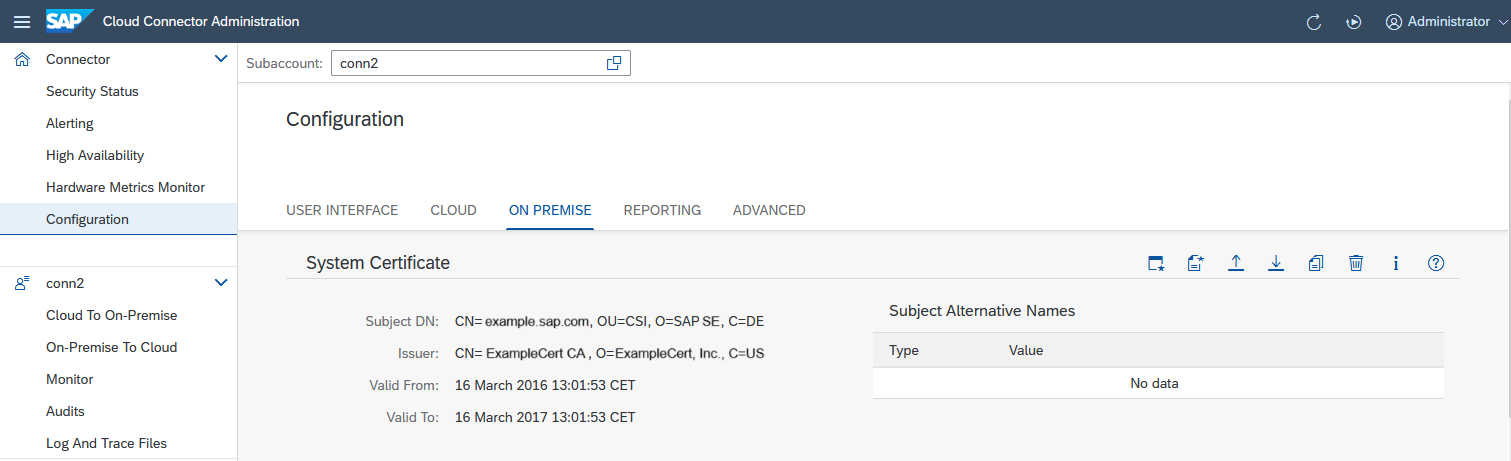 SAP Cloud Connector Administration Administrator
Connector
Security Status
Alerting
High Availability
Hardware Metrics Monitor
Configuration
conn2
Cloud To On-Premise
On-Premise To Cloud
Monitor
Audits
Log And Trace Files
Subaccount: conn2
Configuration
USER INTERFACE CLOUD ON PREMISE REPORTING ADVANCED
System Certificate
Subject DN: CN= example.sap.com, OU=CSI, O=SAP SE, C=DE
Issuer: CN= ExampleCert CA , O=ExampleCert, Inc., C=US
Valid From: 16 March 2016 13:01:53 CET
Valid To: 16 March 2017 13:01:53 CET
Subject Alternative Names
Type Value
No data